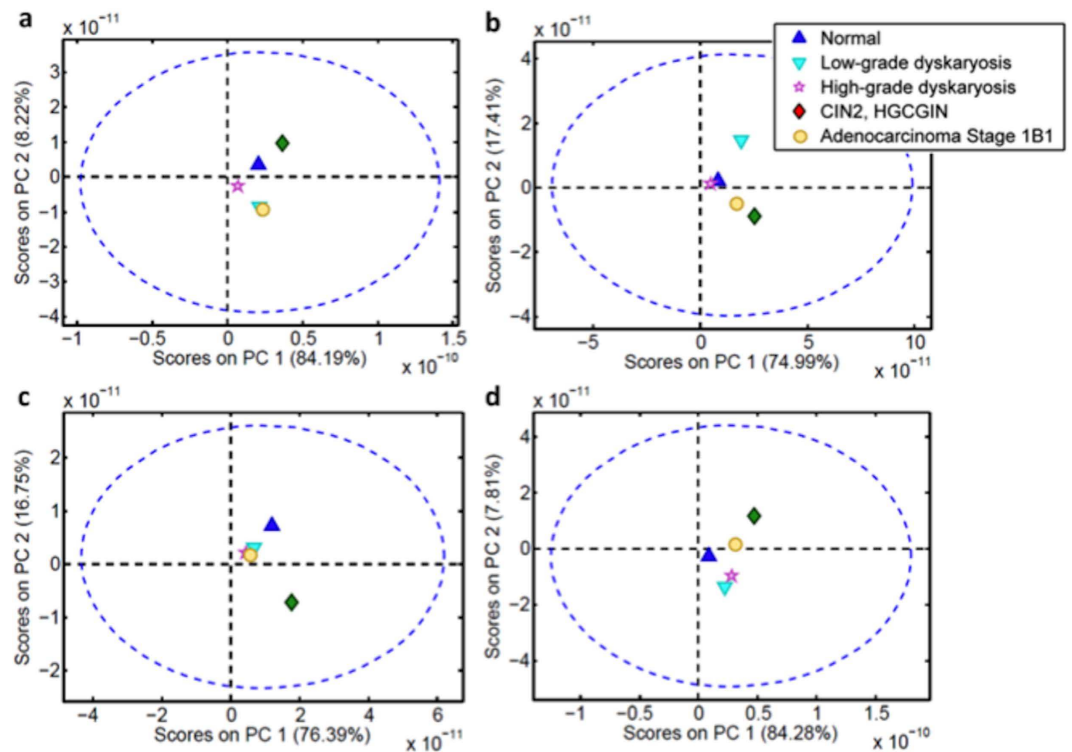 a
x 10⁻¹¹
Scores on PC 2 (8.22%)
3
2
1
0
−1
−2
−3
−4
−1
−0.5
0
0.5
1
1.5
Scores on PC 1 (84.19%)
x 10⁻¹⁰
b
x 10⁻¹¹
Scores on PC 2 (17.41%)
4
2
0
−2
−4
−5
0
5
10
Scores on PC 1 (74.99%)
x 10⁻¹¹
Normal
Low-grade dyskaryosis
High-grade dyskaryosis
CIN2, HGCGIN
Adenocarcinoma Stage 1B1
c
x 10⁻¹¹
Scores on PC 2 (16.75%)
2
1
0
−1
−2
−4
−2
0
2
4
6
Scores on PC 1 (76.39%)
x 10⁻¹¹
d
x 10⁻¹¹
Scores on PC 2 (7.81%)
4
2
0
−2
−4
−1
−0.5
0
0.5
1
1.5
Scores on PC 1 (84.28%)
x 10⁻¹⁰